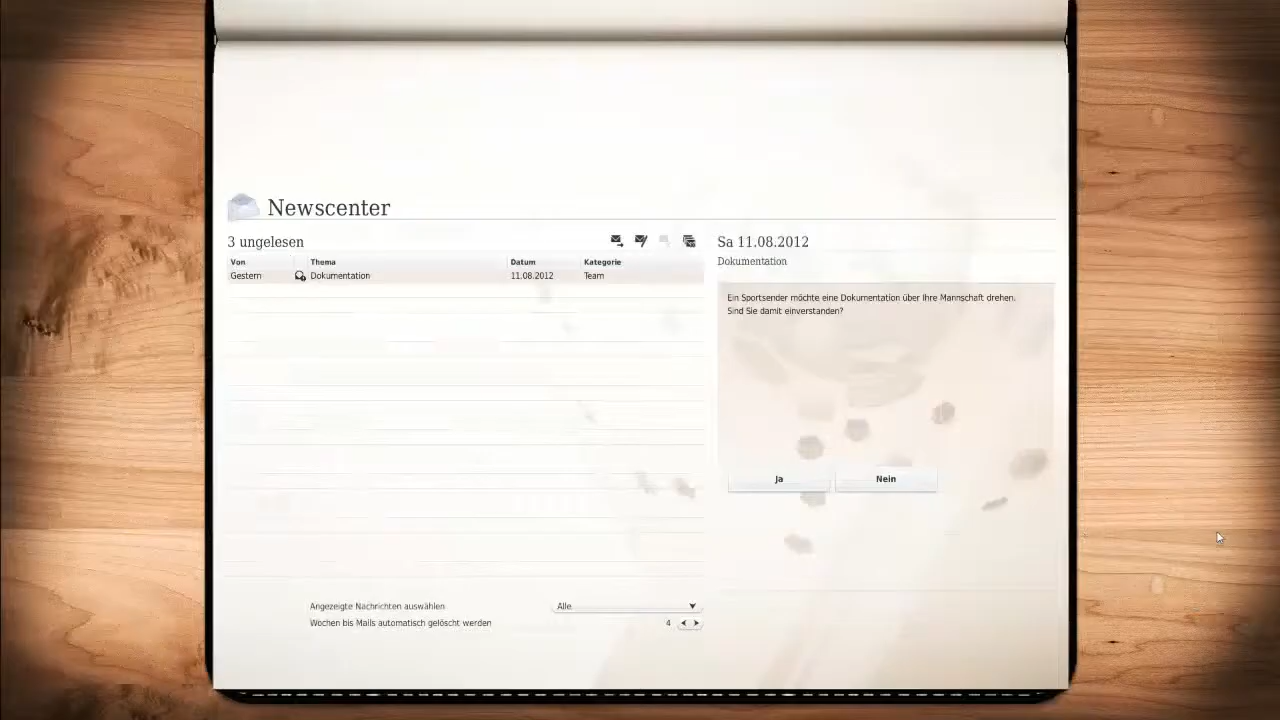 Newscenter
3 ungelesen
Von Thema Datum Kategorie
Gestern Dokumentation 11.08.2012 Team
Sa 11.08.2012
Dokumentation
Ein Sportsender möchte eine Dokumentation über Ihre Mannschaft drehen.
Sind Sie damit einverstanden?
Ja Nein
Angezeigte Nachrichten auswählen Alle
Wochen bis Mails automatisch gelöscht werden 4